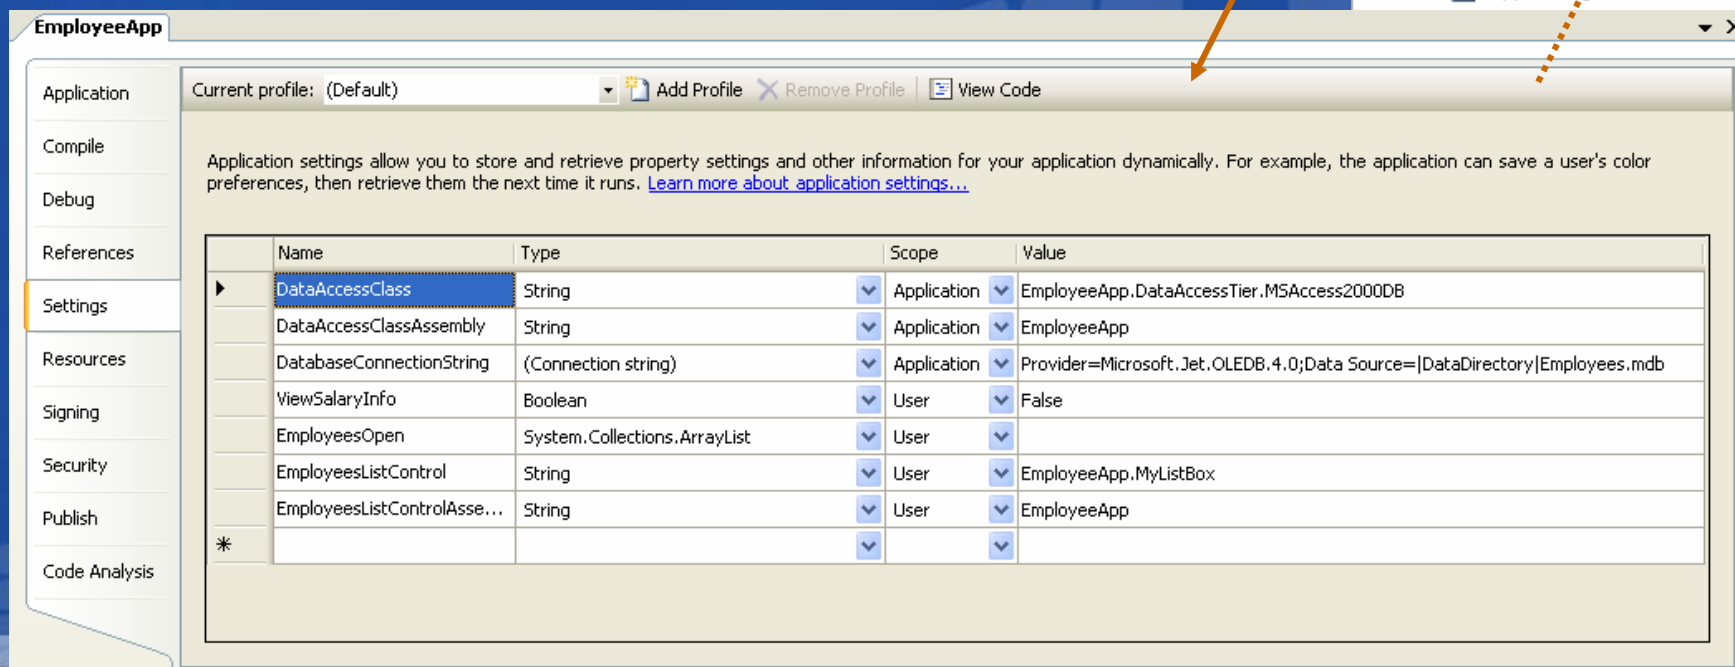 EmployeeApp
Application
Compile
Debug
References
Settings
Resources
Signing
Security
Publish
Code Analysis
Current profile: (Default) Add Profile Remove Profile View Code
Application settings allow you to store and retrieve property settings and other information for your application dynamically. For example, the application can save a user's color
preferences, then retrieve them the next time it runs. Learn more about application settings...
Name Type Scope Value
DataAccessClass String Application EmployeeApp.DataAccessTier.MSAccess2000DB
DataAccessClassAssembly String Application EmployeeApp
DatabaseConnectionString (Connection string) Application Provider=Microsoft.Jet.OLEDB.4.0;Data Source=|DataDirectory|Employees.mdb
ViewSalaryInfo Boolean User False
EmployeesOpen System.Collections.ArrayList User
EmployeesListControl String User EmployeeApp.MyListBox
EmployeesListControlAsse... String User EmployeeApp